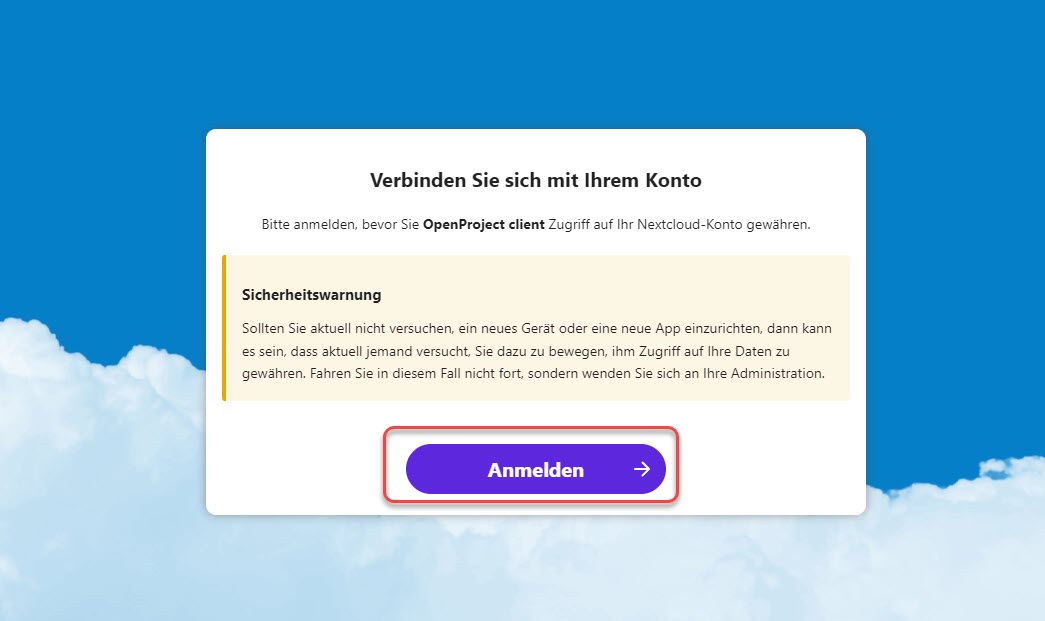 Verbinden Sie sich mit Ihrem Konto
Bitte anmelden, bevor Sie OpenProject client Zugriff auf Ihr Nextcloud-Konto gewähren.
Sicherheitswarnung
Sollten Sie aktuell nicht versuchen, ein neues Gerät oder eine neue App einzurichten, dann kann
es sein, dass aktuell jemand versucht, Sie dazu zu bewegen, ihm Zugriff auf Ihre Daten zu
gewähren. Fahren Sie in diesem Fall nicht fort, sondern wenden Sie sich an Ihre Administration.
Anmelden